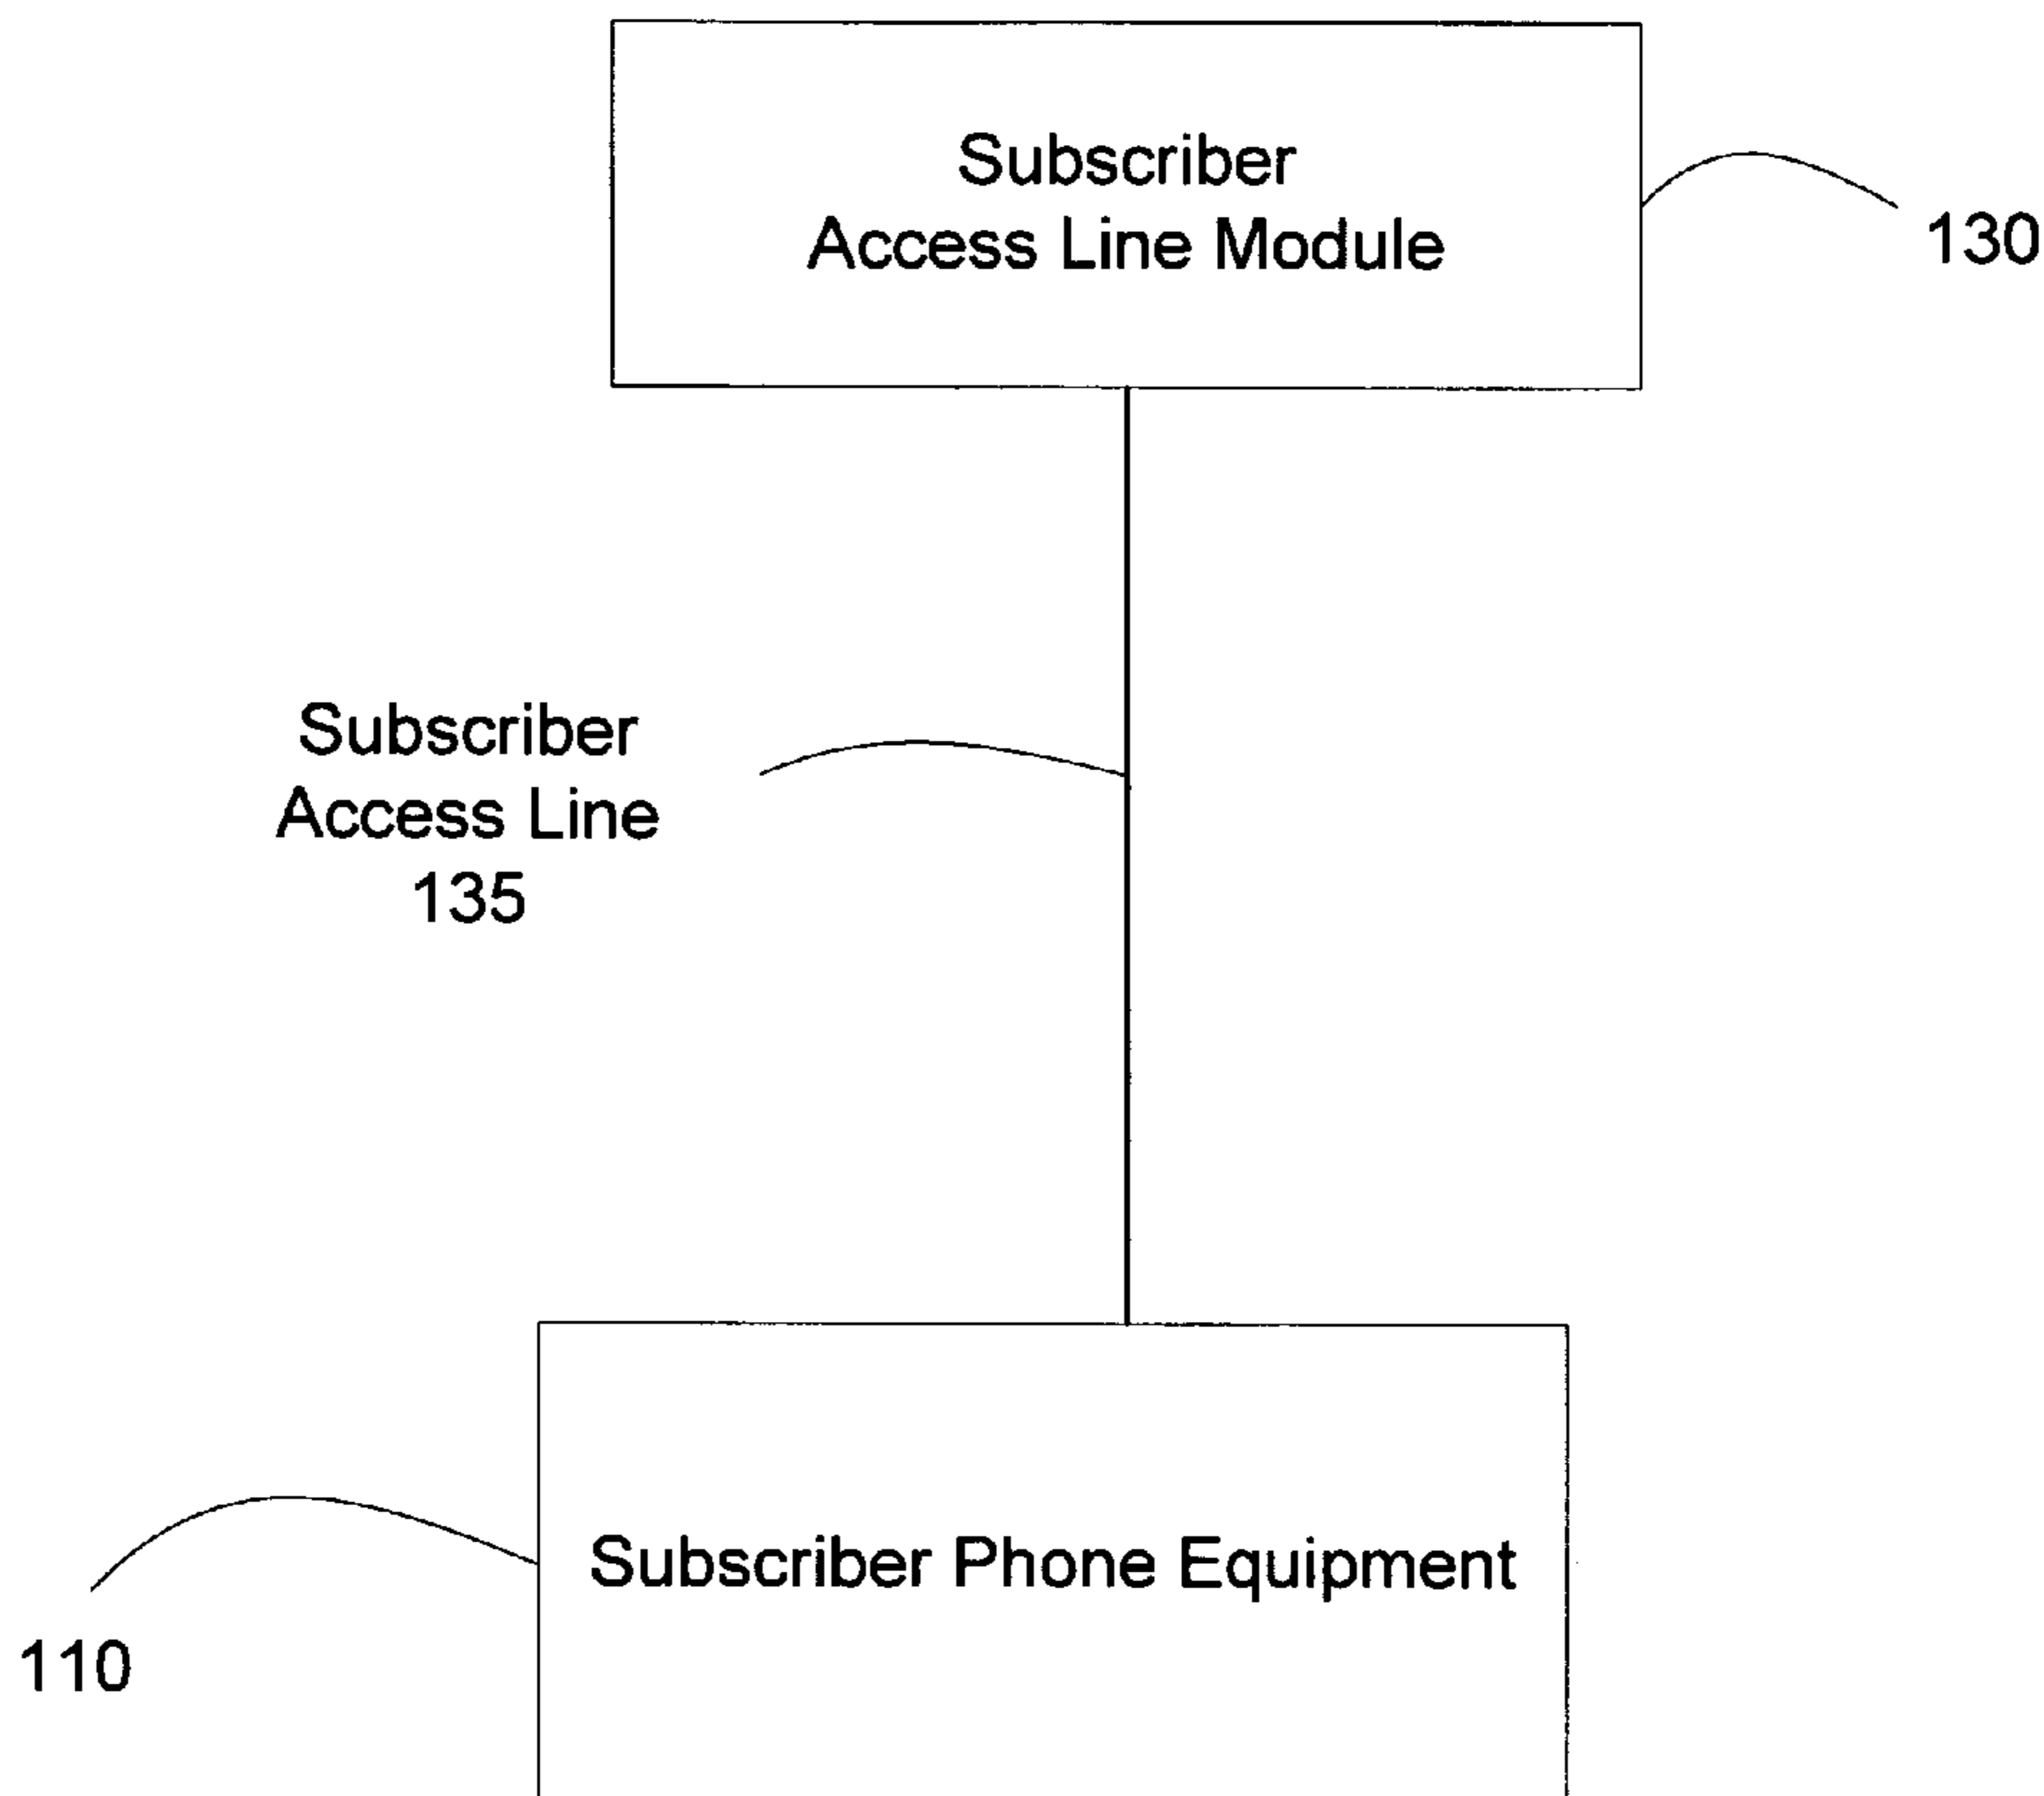 Subscriber
Access Line Module
130
Subscriber
Access Line
135
Subscriber Phone Equipment
110